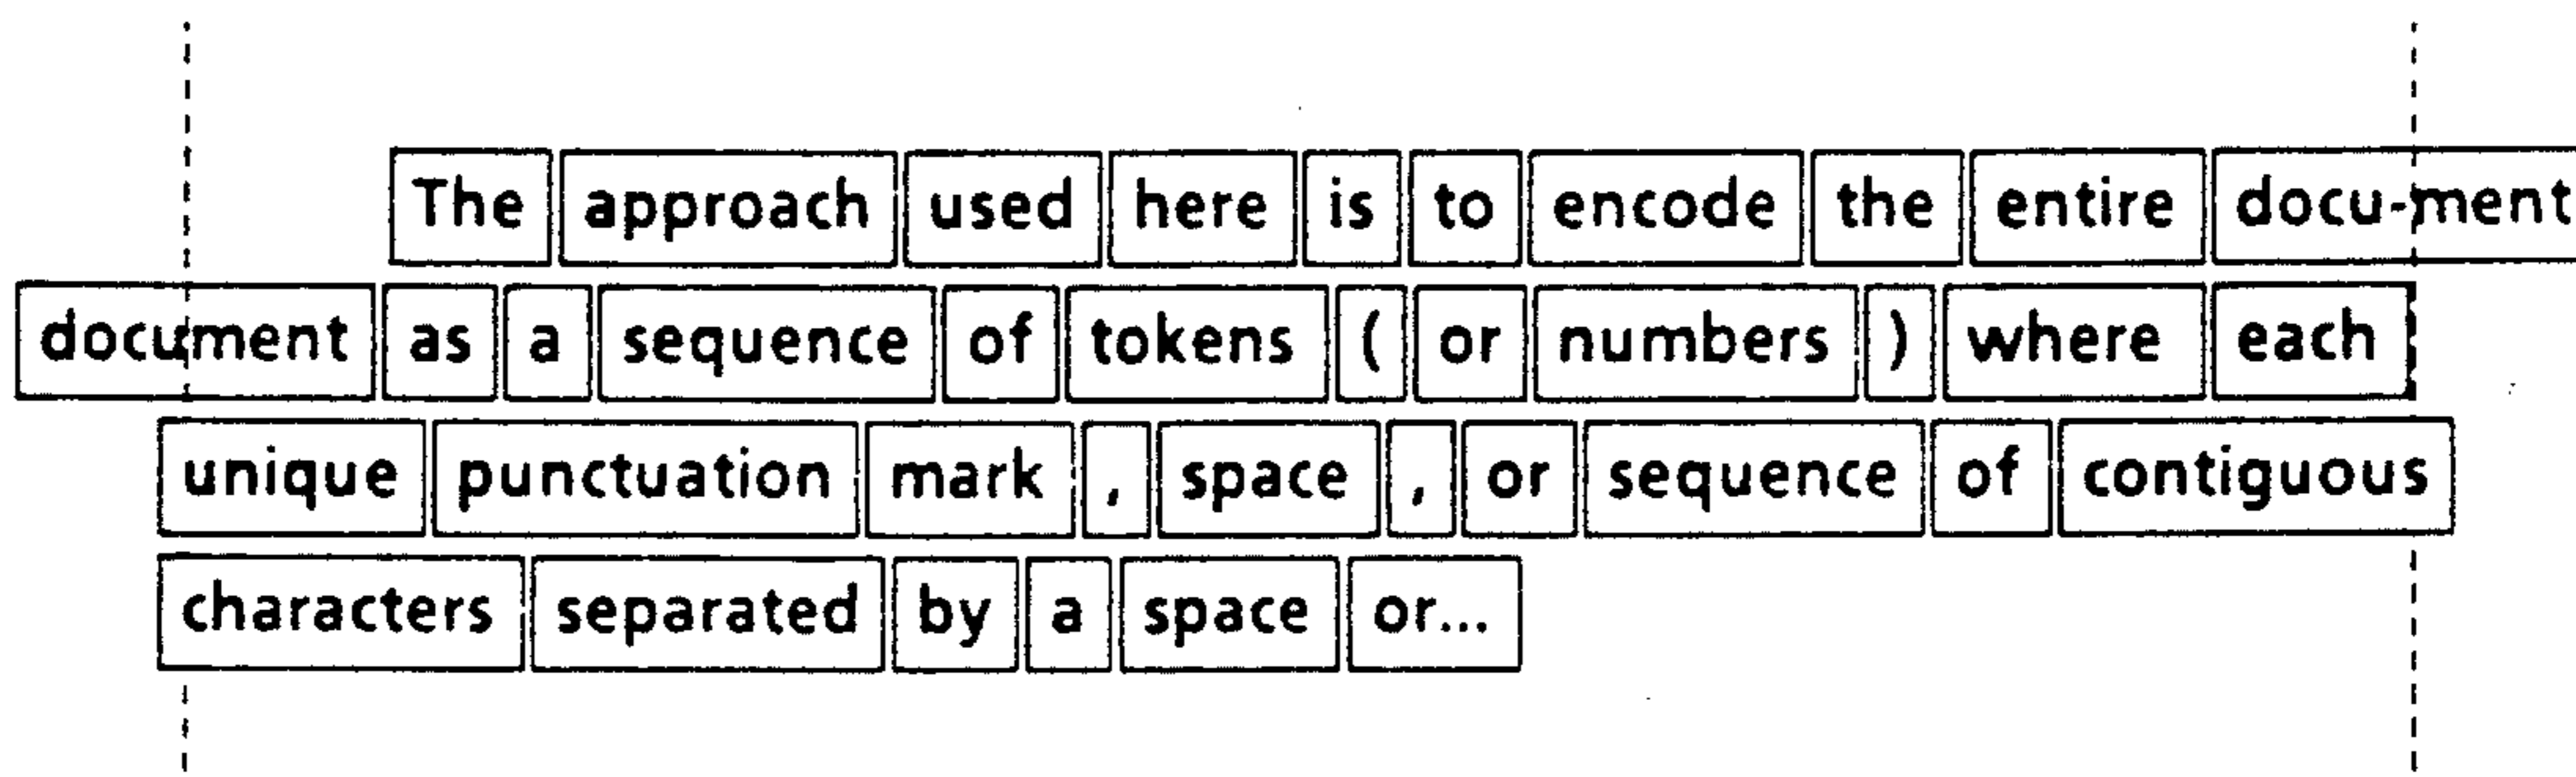 The approach used here is to encode the entire docu-ment
document as a sequence of tokens ( or numbers ) where each
unique punctuation mark , space , or sequence of contiguous
characters separated by a space or...